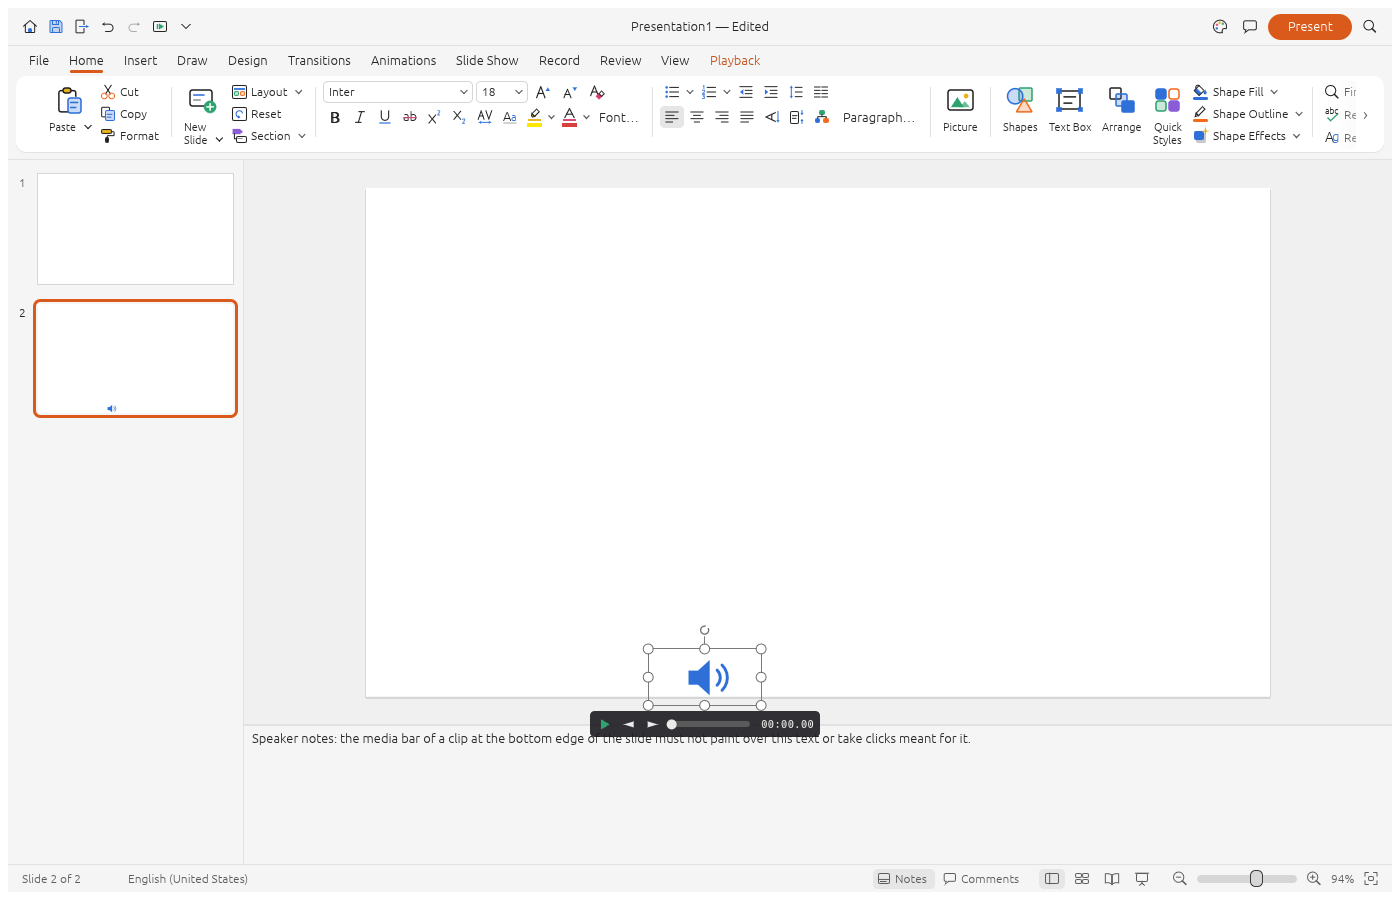 Presentation1 — Edited
Present
File Home Insert Draw Design Transitions Animations Slide Show Record Review View Playback
Paste Cut Copy Format
New Slide Layout Reset Section
Inter 18
Font...
Paragraph...
Picture Shapes Text Box Arrange Quick Styles
Shape Fill
Shape Outline
Shape Effects
1
2
00:00.00
Speaker notes: the media bar of a clip at the bottom edge of the slide must not paint over this text or take clicks meant for it.
Slide 2 of 2 English (United States) Notes Comments 94%